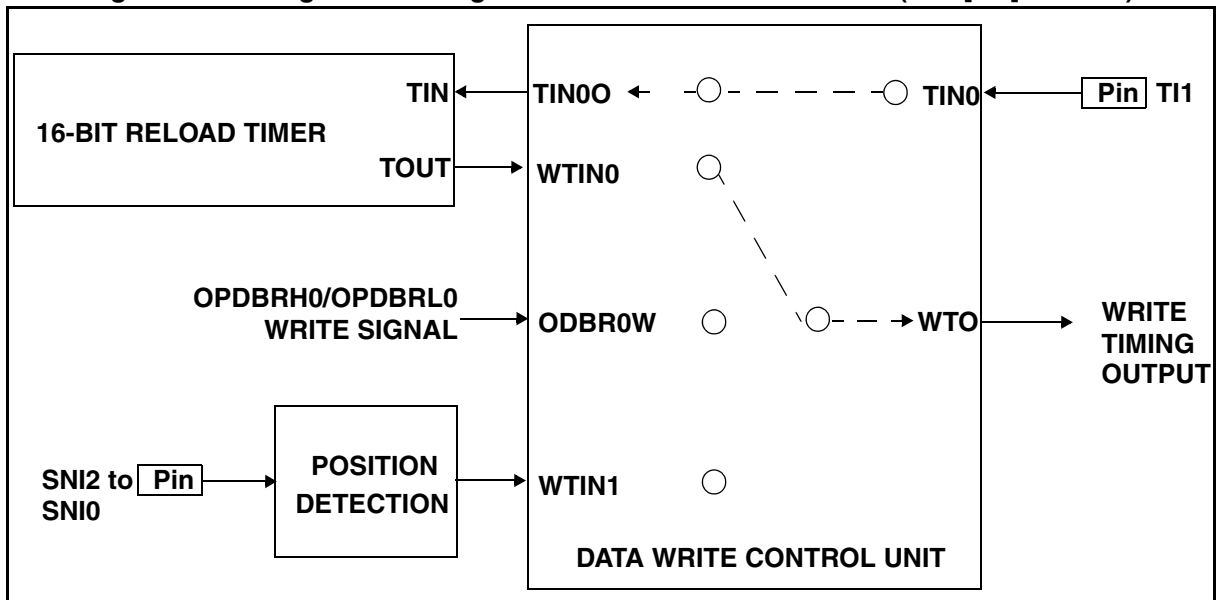 TIN
TIN0O
TIN0
Pin TI1
16-BIT RELOAD TIMER
TOUT
WTIN0
OPDBRH0/OPDBRL0
WRITE SIGNAL
ODBR0W
WTO
WRITE
TIMING
OUTPUT
SNI2 to Pin
SNI0
POSITION
DETECTION
WTIN1
DATA WRITE CONTROL UNIT